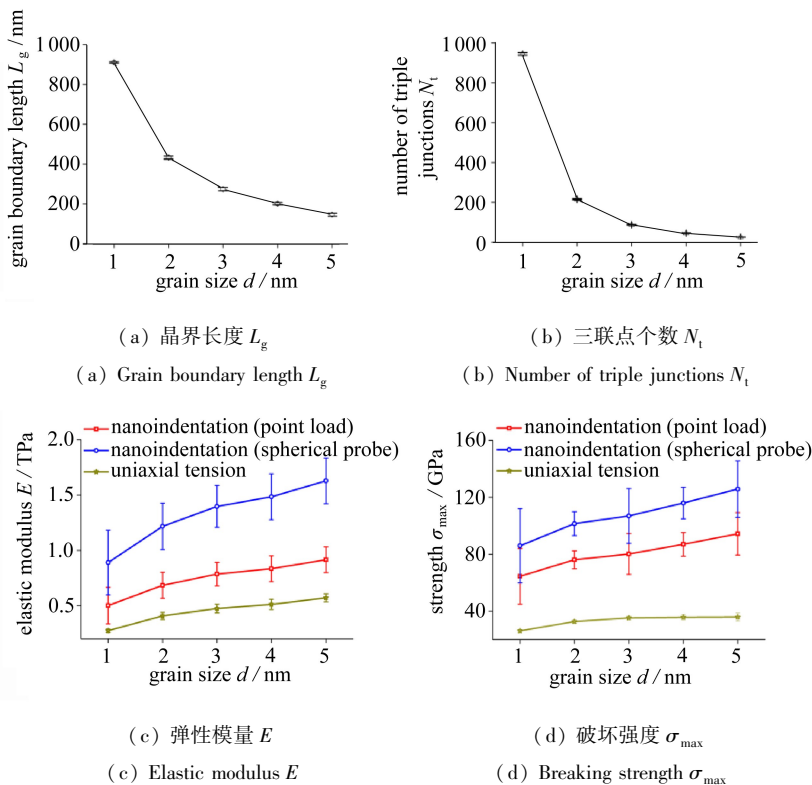 grain boundary length L_g / nm
1 000
800
600
400
200
0
1 2 3 4 5
grain size d / nm
number of triple
junctions N_t
1 000
800
600
400
200
0
1 2 3 4 5
grain size d / nm
(a) 晶界长度 L_g
(b) 三联点个数 N_t
(a) Grain boundary length L_g
(b) Number of triple junctions N_t
elastic modulus E / TPa
2.0
1.5
1.0
0.5
nanoindentation (point load)
nanoindentation (spherical probe)
uniaxial tension
1 2 3 4 5
grain size d / nm
strength σ_max / GPa
160
120
80
40
nanoindentation (point load)
nanoindentation (spherical probe)
uniaxial tension
1 2 3 4 5
grain size d / nm
(c) 弹性模量 E
(d) 破坏强度 σ_max
(c) Elastic modulus E
(d) Breaking strength σ_max